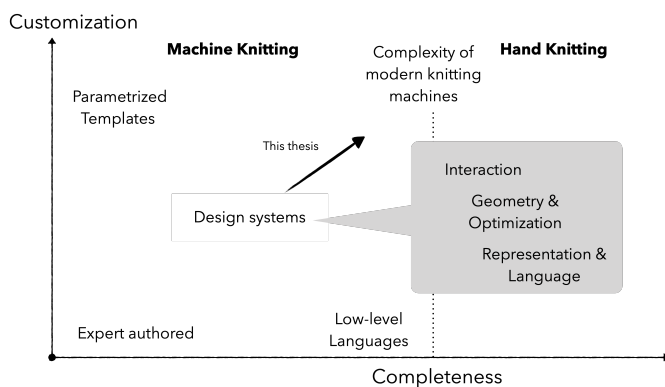 Customization
Machine Knitting
Complexity of
modern knitting
machines
Hand Knitting
Parametrized
Templates
This thesis
Interaction
Geometry &
Optimization
Design systems
Representation &
Language
Low-level
Languages
Expert authored
Completeness